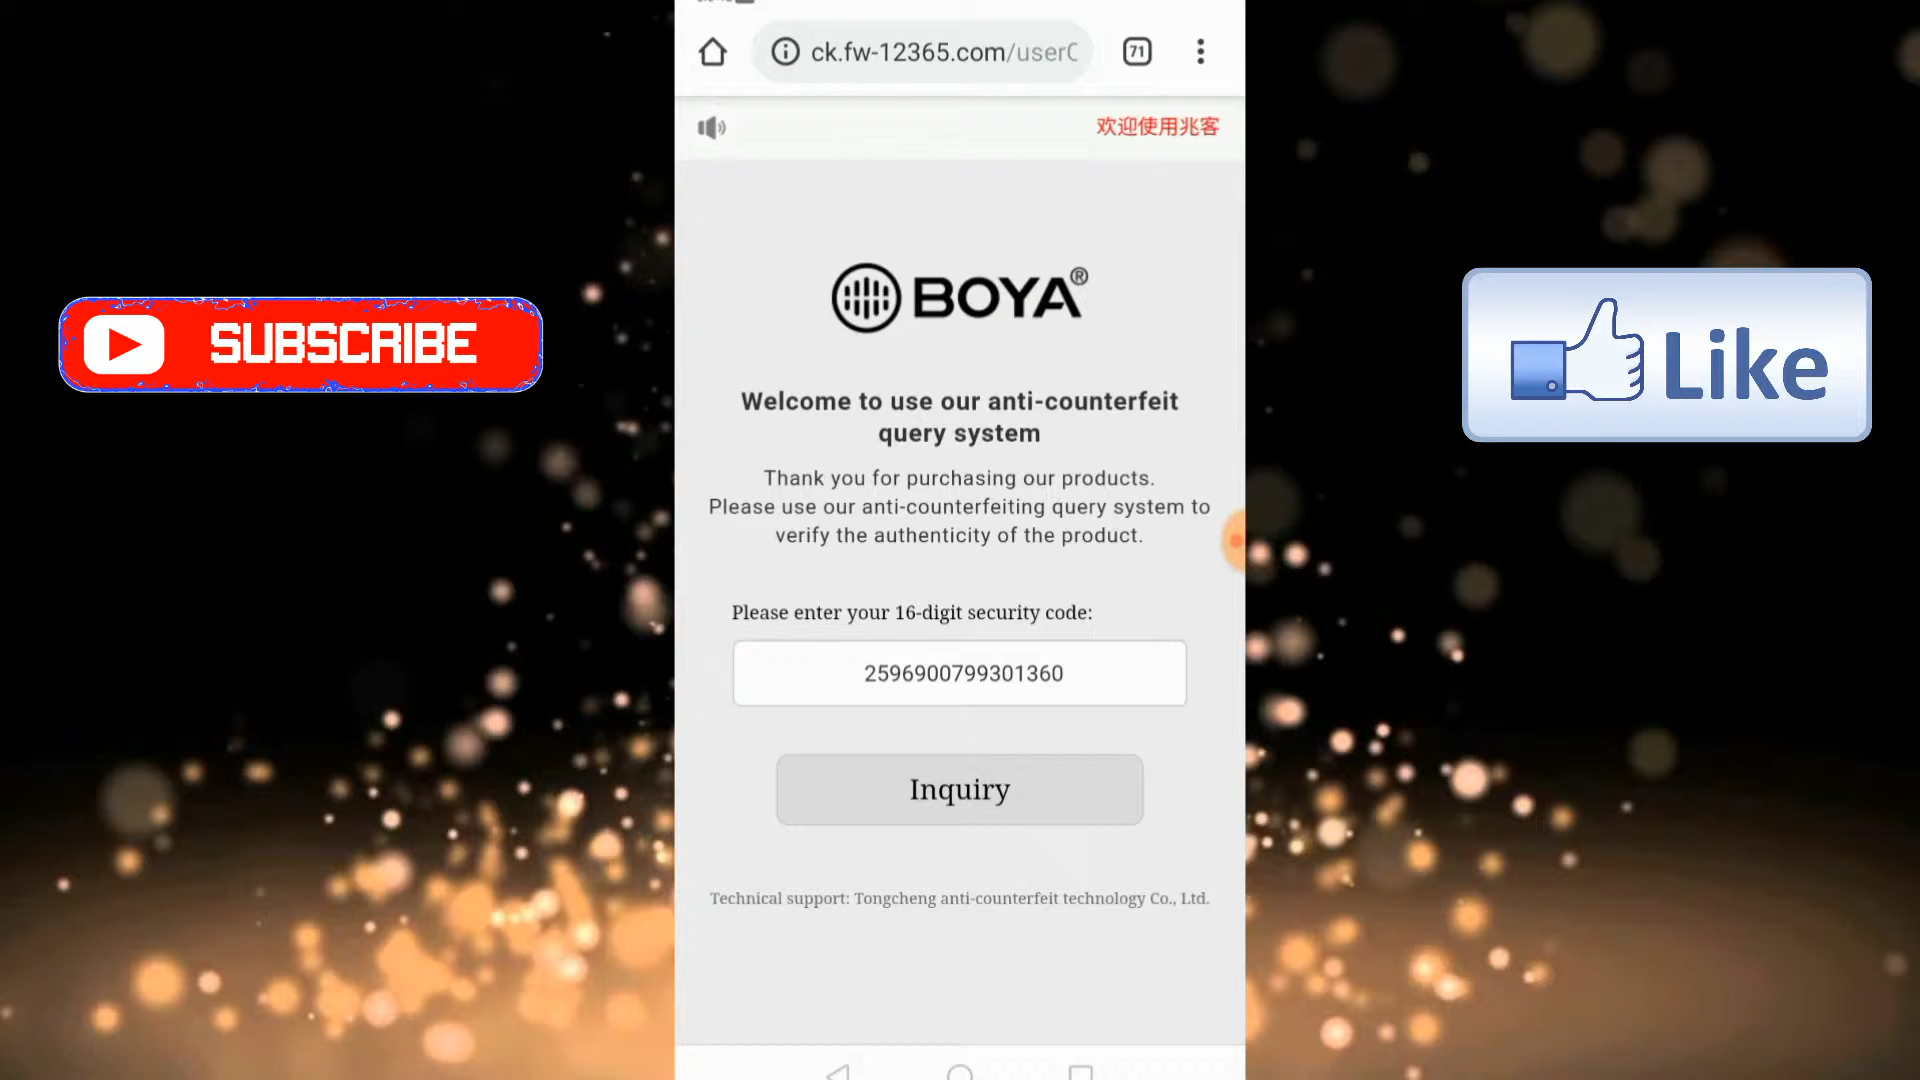 ck.fw-12365.com/userC
71
欢迎使用兆客
BOYA®
SUBSCRIBE
Like
Welcome to use our anti-counterfeit
query system
Thank you for purchasing our products.
Please use our anti-counterfeiting query system to
verify the authenticity of the product.
Please enter your 16-digit security code:
2596900799301360
Inquiry
Technical support: Tongcheng anti-counterfeit technology Co., Ltd.